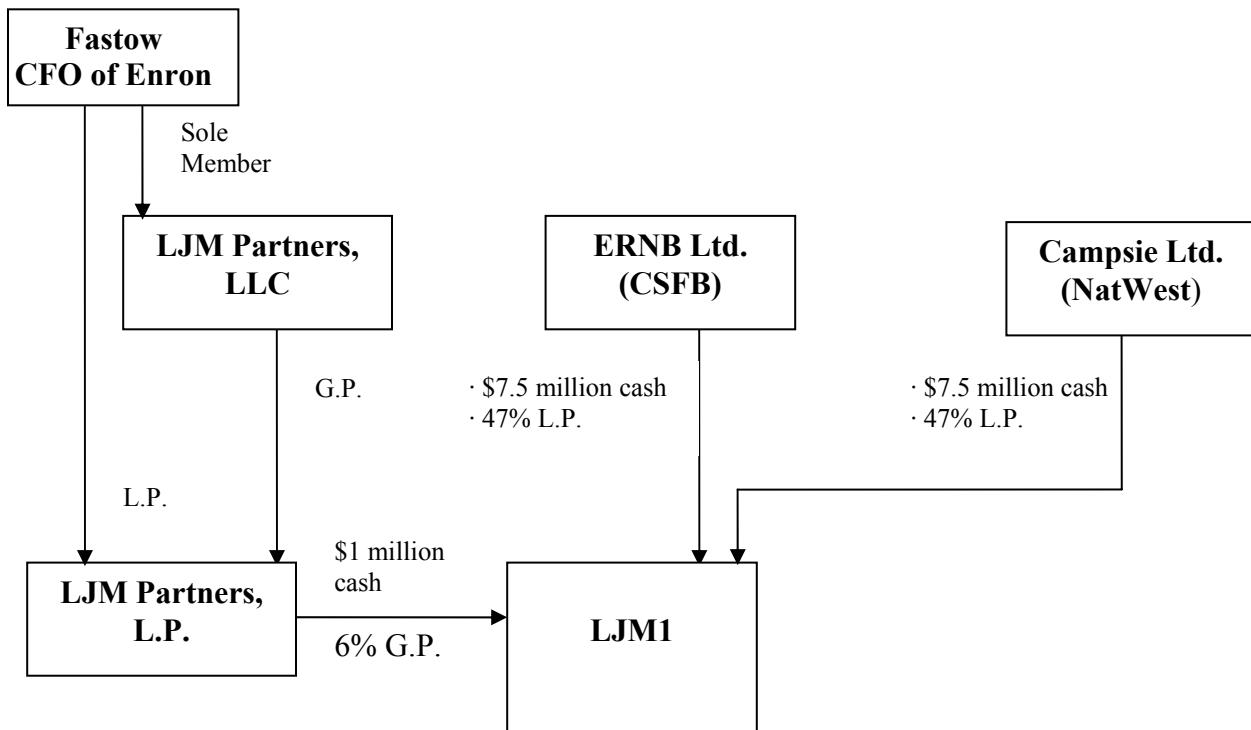 Fastow
CFO of Enron
Sole
Member
LJM Partners,
LLC
ERNB Ltd.
(CSFB)
Campsie Ltd.
(NatWest)
G.P.
· $7.5 million cash
· 47% L.P.
· $7.5 million cash
· 47% L.P.
L.P.
$1 million
cash
LJM Partners,
L.P.
6% G.P.
LJM1